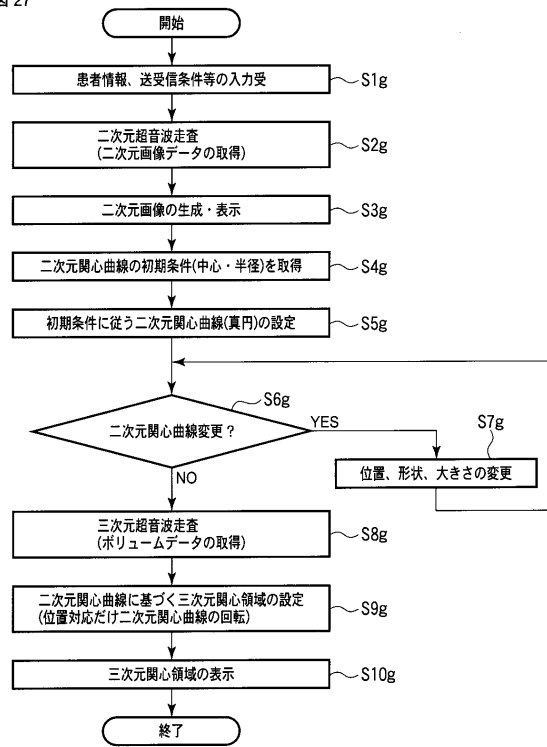 図 27
開始
患者情報、送受信条件等の入力受
S1g
二次元超音波走査
(二次元画像データの取得)
S2g
二次元画像の生成・表示
S3g
二次元関心曲線の初期条件(中心・半径)を取得
S4g
初期条件に従う二次元関心曲線(真円)の設定
S5g
S6g
二次元関心曲線変更？
YES
S7g
位置、形状、大きさの変更
NO
三次元超音波走査
(ボリュームデータの取得)
S8g
二次元関心曲線に基づく三次元関心領域の設定
(位置対応だけ二次元関心曲線の回転)
S9g
三次元関心領域の表示
S10g
終了